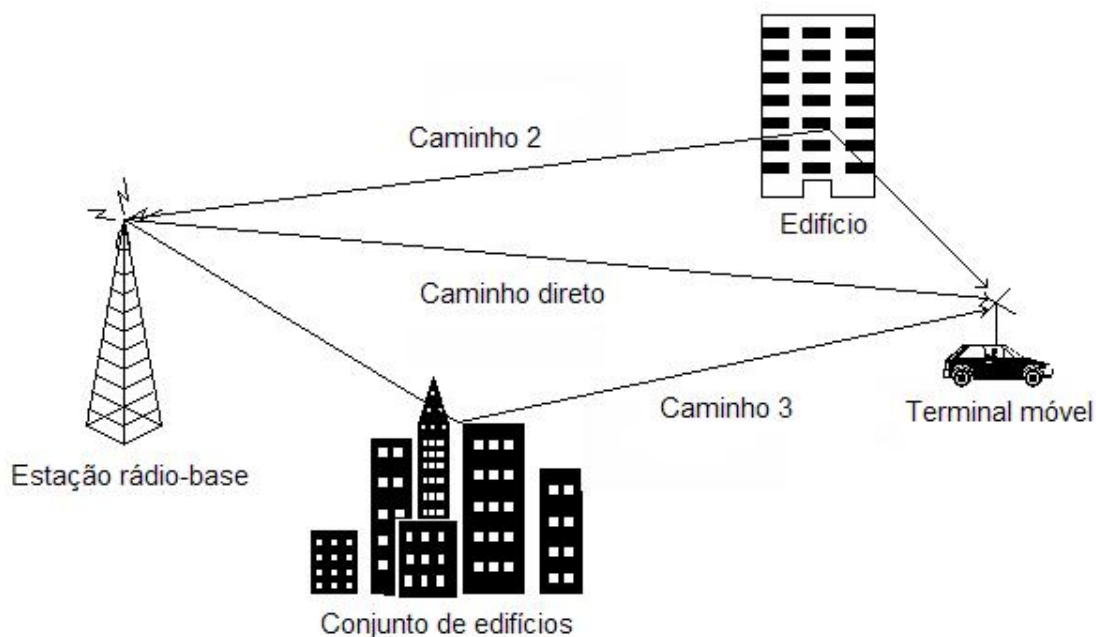 Caminho 2
Edifício
Caminho direto
Caminho 3
Terminal móvel
Estação rádio-base
Conjunto de edifícios